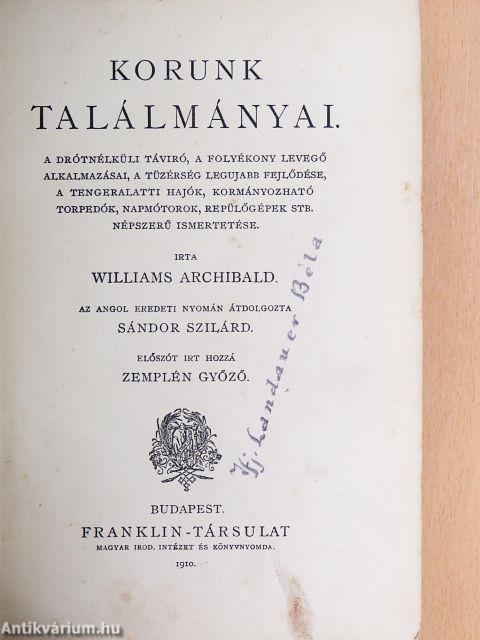 KORUNK
TALÁLMÁNYAI.
A DRÓTNÉLKÜLI TÁVIRÓ, A FOLYÉKONY LEVEGŐ
ALKALMAZÁSAI, A TÜZÉRSÉG LEGUJABB FEJLŐDÉSE,
A TENGERALATTI HAJÓK, KORMÁNYOZHATÓ
TORPEDÓK, NAPMÓTOROK, REPÜLŐGÉPEK STB.
NÉPSZERŰ ISMERTETÉSE.
IRTA
WILLIAMS ARCHIBALD.
AZ ANGOL EREDETI NYOMÁN ÁTDOLGOZTA
SÁNDOR SZILÁRD.
ELŐSZÓT IRT HOZZÁ
ZEMPLÉN GYŐZŐ.
Ifj. Landauer Béla
BUDAPEST.
FRANKLIN-TÁRSULAT
MAGYAR IROD. INTÉZET ÉS KÖNYVNYOMDA.
1910.
Antikvárium.hu